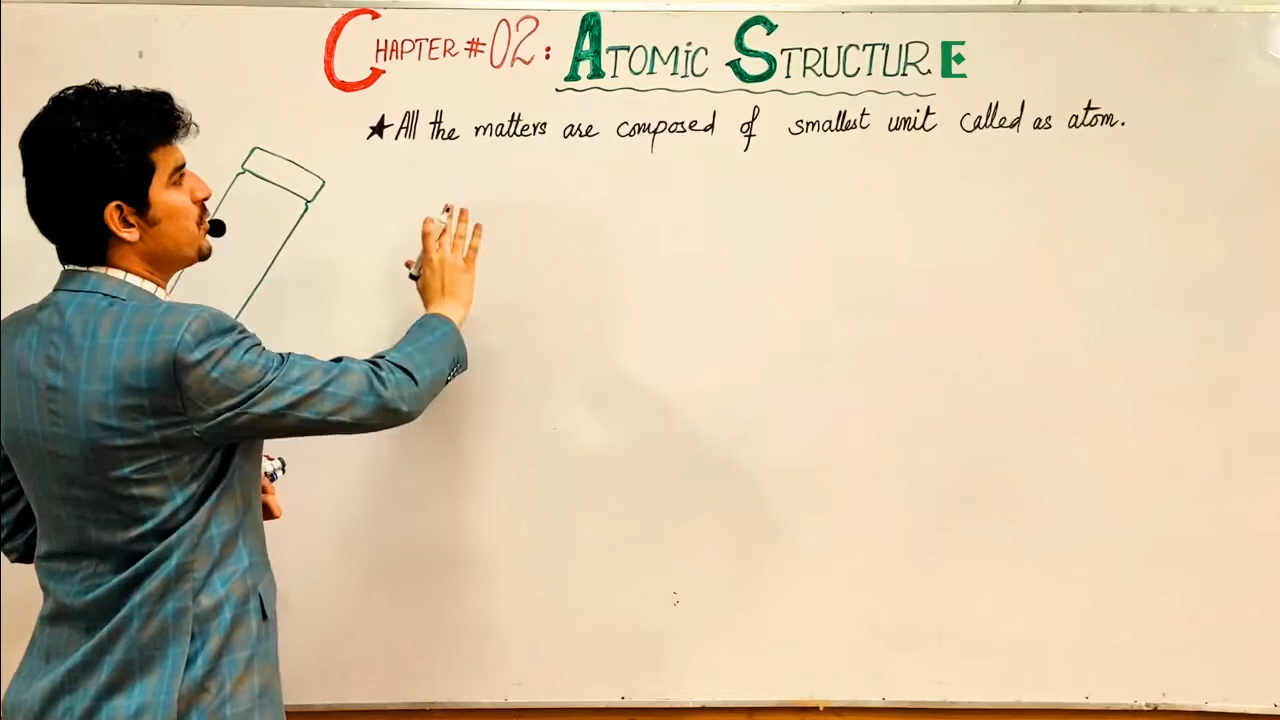 CHAPTER # 02: ATOMIC STRUCTURE
★ All the matters are composed of smallest unit called as atom.